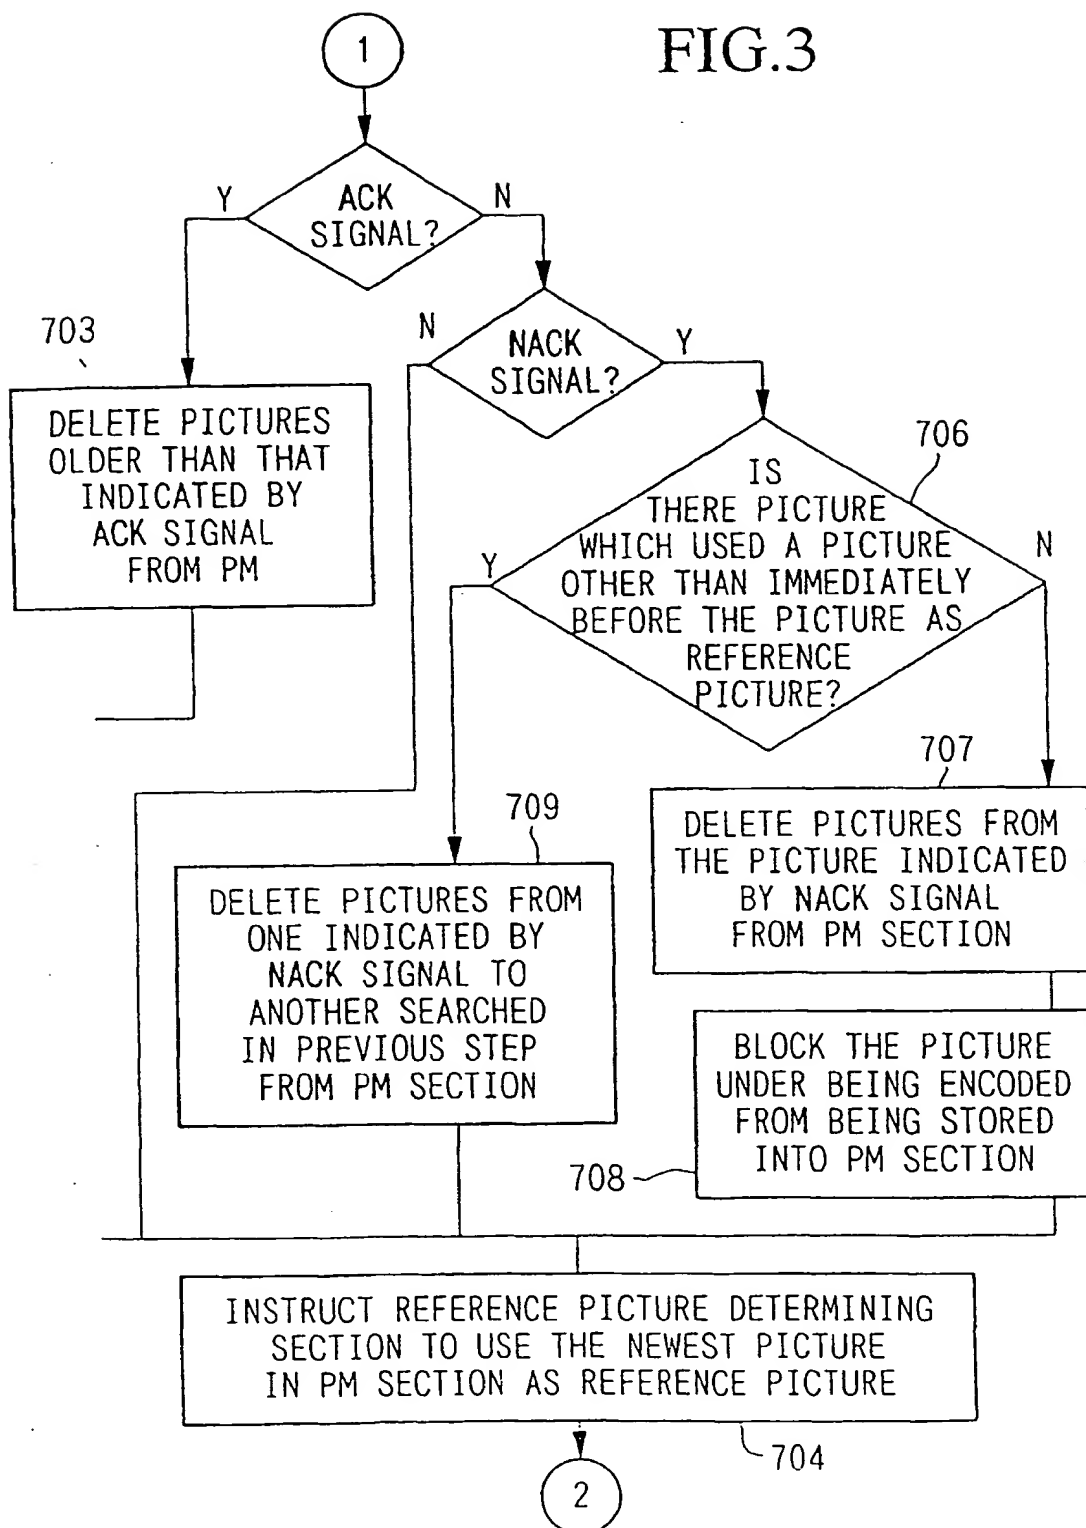 FIG.3
1
ACK
SIGNAL?
Y
N
NACK
SIGNAL?
N
Y
703
DELETE PICTURES
OLDER THAN THAT
INDICATED BY
ACK SIGNAL
FROM PM
706
IS
THERE PICTURE
WHICH USED A PICTURE
OTHER THAN IMMEDIATELY
BEFORE THE PICTURE AS
REFERENCE
PICTURE?
Y
N
707
DELETE PICTURES FROM
THE PICTURE INDICATED
BY NACK SIGNAL
FROM PM SECTION
709
DELETE PICTURES FROM
ONE INDICATED BY
NACK SIGNAL TO
ANOTHER SEARCHED
IN PREVIOUS STEP
FROM PM SECTION
BLOCK THE PICTURE
UNDER BEING ENCODED
FROM BEING STORED
INTO PM SECTION
708
INSTRUCT REFERENCE PICTURE DETERMINING
SECTION TO USE THE NEWEST PICTURE
IN PM SECTION AS REFERENCE PICTURE
704
2